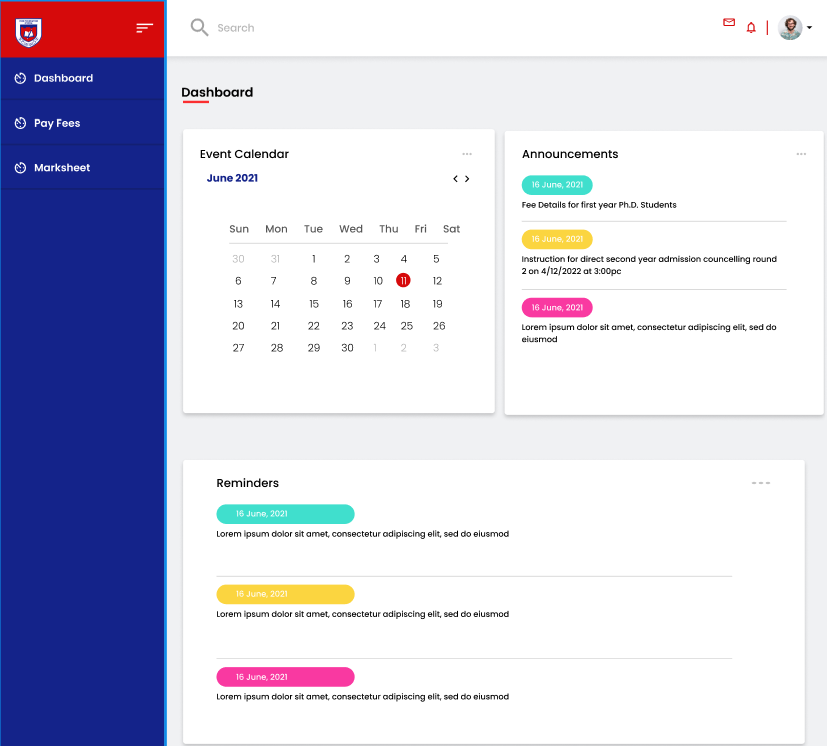 Search
Dashboard
Pay Fees
Marksheet
Dashboard
Event Calendar
June 2021
Sun Mon Tue Wed Thu Fri Sat
30 31 1 2 3 4 5
6 7 8 9 10 11 12
13 14 15 16 17 18 19
20 21 22 23 24 25 26
27 28 29 30 1 2 3
Announcements
16 June, 2021
Fee Details for first year Ph.D. Students
16 June, 2021
Instruction for direct second year admission councelling round
2 on 4/12/2022 at 3:00pc
16 June, 2021
Lorem ipsum dolor sit amet, consectetur adipiscing elit, sed do
eiusmod
Reminders
16 June, 2021
Lorem ipsum dolor sit amet, consectetur adipiscing elit, sed do eiusmod
16 June, 2021
Lorem ipsum dolor sit amet, consectetur adipiscing elit, sed do eiusmod
16 June, 2021
Lorem ipsum dolor sit amet, consectetur adipiscing elit, sed do eiusmod